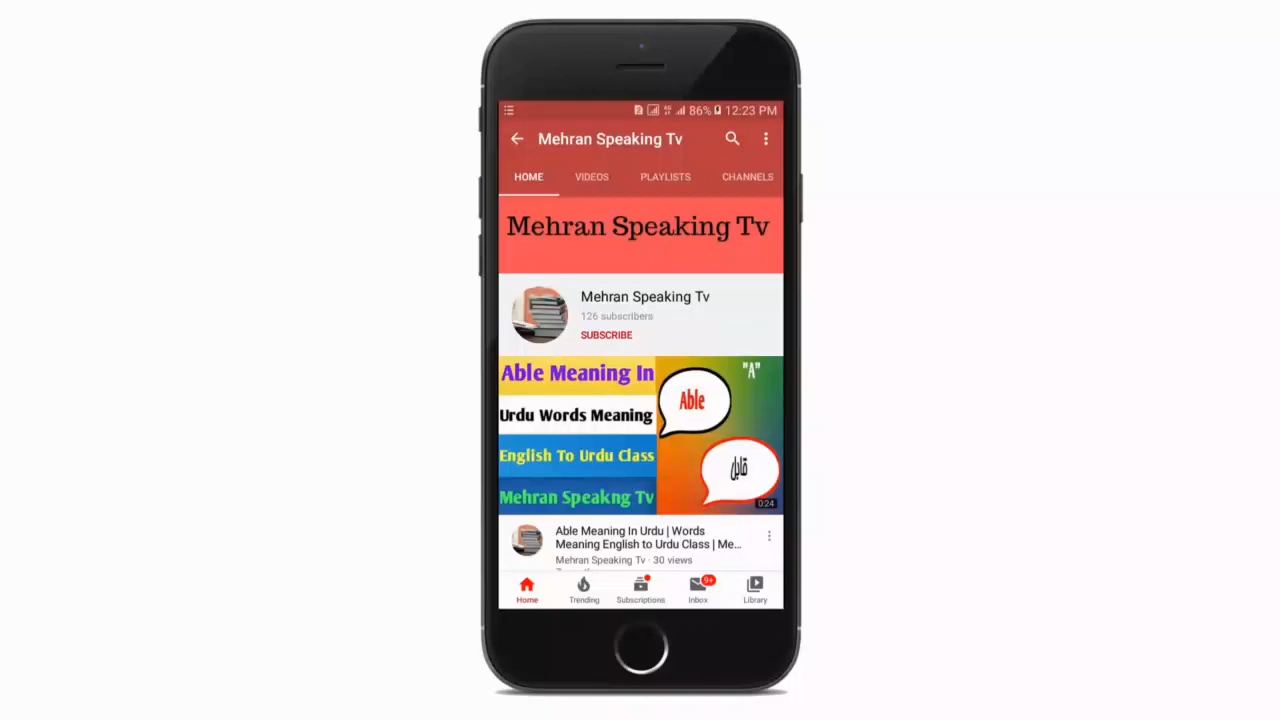 86% 12:23 PM
Mehran Speaking Tv
HOME VIDEOS PLAYLISTS CHANNELS
Mehran Speaking Tv
Mehran Speaking Tv
126 subscribers
SUBSCRIBE
Able Meaning In
Urdu Words Meaning
English To Urdu Class
Mehran Speakng Tv
"A"
Able
قابل
0:24
Able Meaning In Urdu | Words
Meaning English to Urdu Class | Me...
Mehran Speaking Tv · 30 views
9+
Home Trending Subscriptions Inbox Library